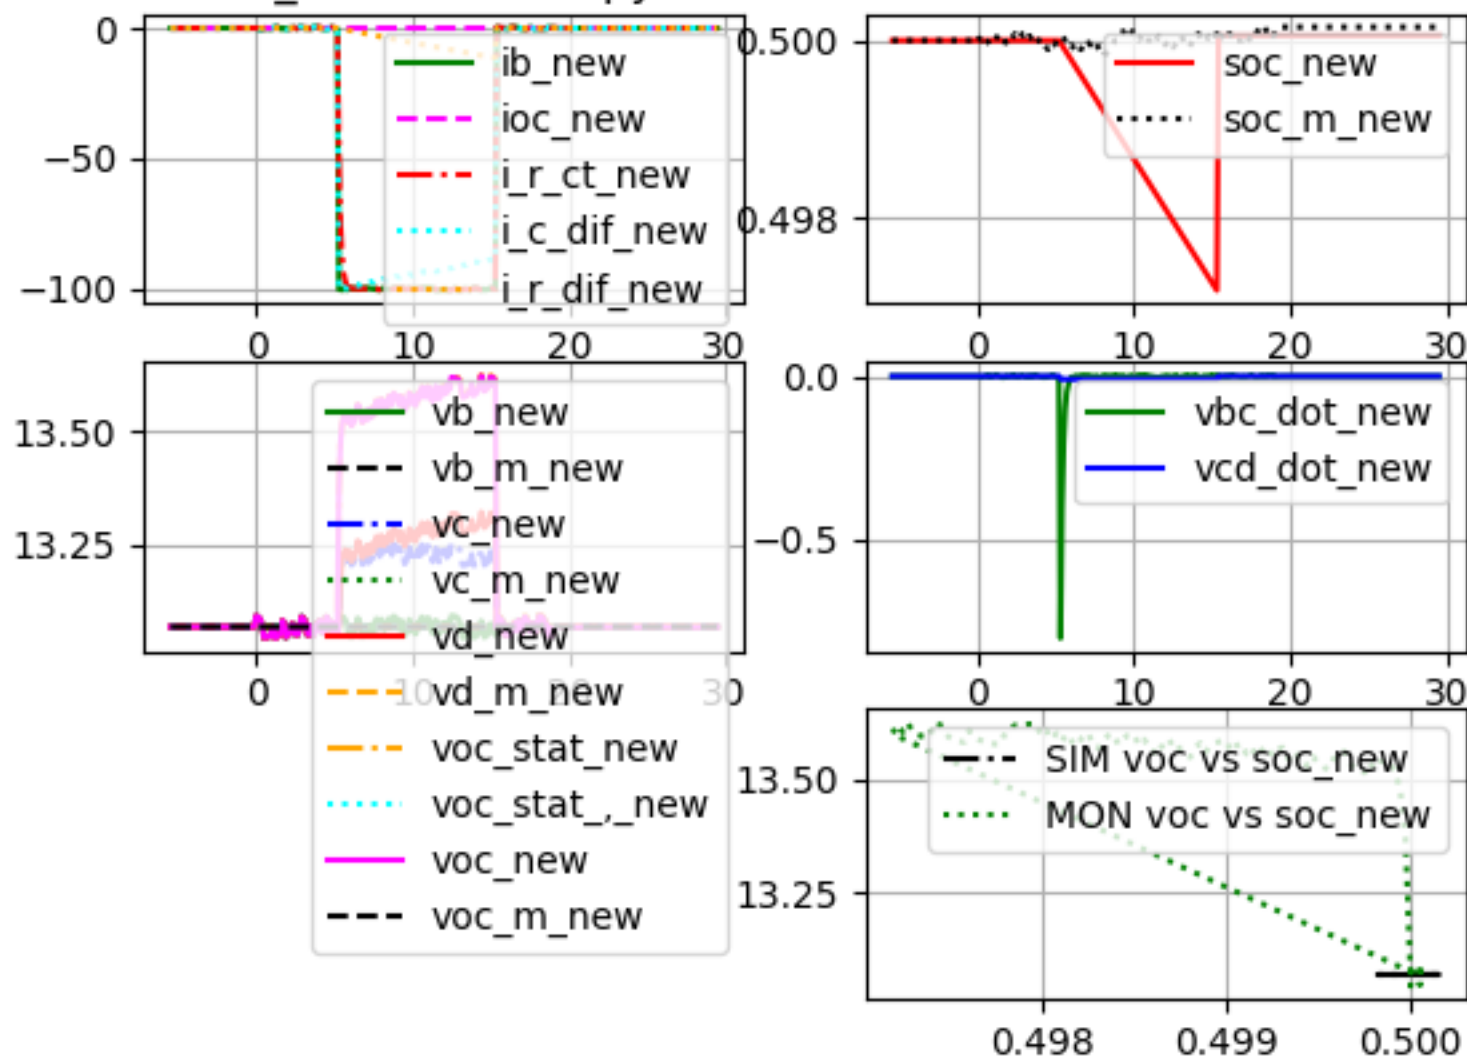 0
−50
−100
ib_new
ioc_new
i_r_ct_new
i_c_dif_new
i_r_dif_new
0 10 20 30
0.500
0.498
soc_new
soc_m_new
0 10 20 30
13.50
13.25
vb_new
vb_m_new
vc_new
vc_m_new
vd_new
vd_m_new
voc_stat_new
voc_stat_,_new
voc_new
voc_m_new
0 10 20 30
0.0
−0.5
vbc_dot_new
vcd_dot_new
0 10 20 30
13.50
13.25
SIM voc vs soc_new
MON voc vs soc_new
0.498 0.499 0.500